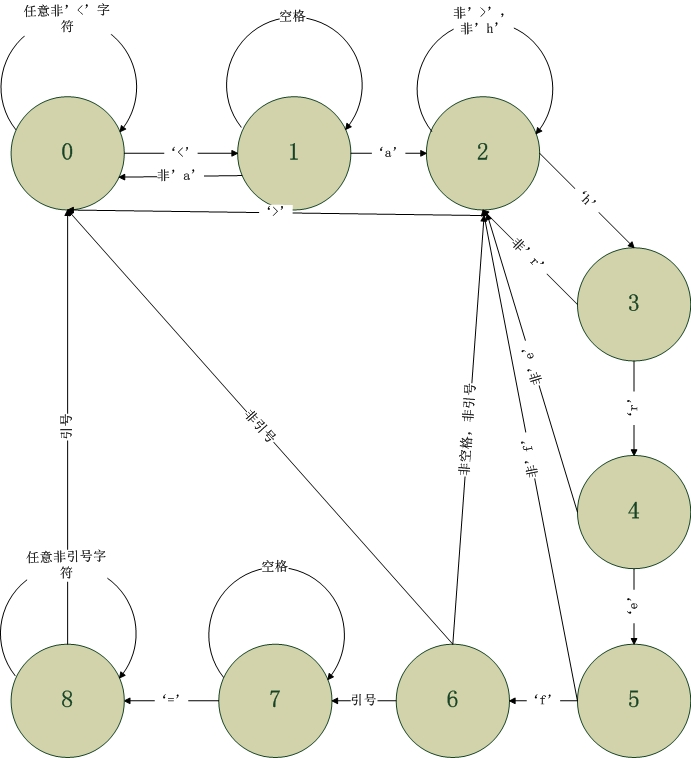 任意非’<’字
符
空格
非’>’,
非’h’
0
1
2
‘<’
‘a’
非’a’
‘>’
‘h’
非’r’
3
‘r’
非’e’
引号
非引号
非空格, 非引号
非’f’
4
‘e’
任意非引号字
符
空格
8
‘=’
7
引号
6
‘f’
5